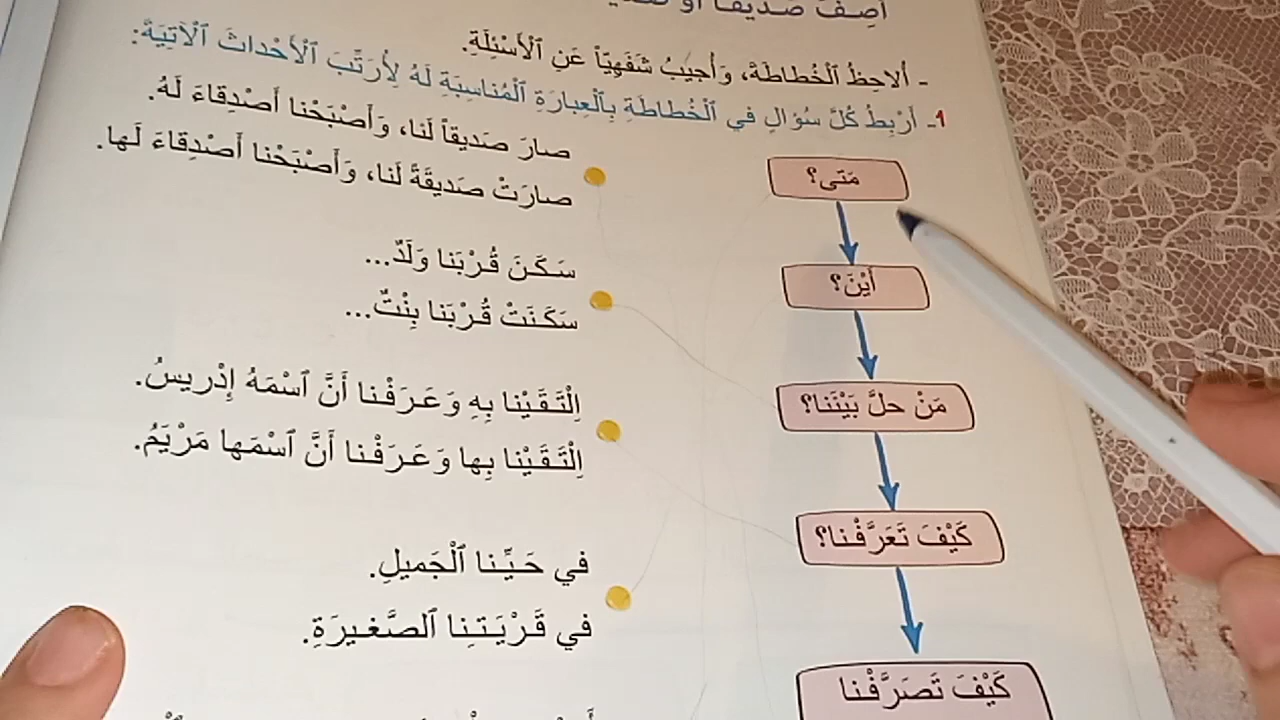 - أُلاحِظُ ٱلْخُطاطَةَ، وَأُجيبُ شَفَهِيّاً عَنِ ٱلْأَسْئِلَةِ.
1- أَرْبِطُ كُلَّ سُؤالٍ في ٱلْخُطاطَةِ بِٱلْعِبارَةِ ٱلْمُناسِبَةِ لَهُ لِأُرَتِّبَ ٱلْأَحْداثَ ٱلْآتِيَةَ:
مَتى؟
صارَ صَديقاً لَنا، وَأَصْبَحْنا أَصْدِقاءَ لَهُ.
صارَتْ صَديقَةً لَنا، وَأَصْبَحْنا أَصْدِقاءَ لَها.
أَيْنَ؟
سَكَنَ قُرْبَنا وَلَدٌ...
سَكَنَتْ قُرْبَنا بِنْتٌ...
مَنْ حلَّ بَيْنَنا؟
اِلْتَقَيْنا بِهِ وَعَرَفْنا أَنَّ ٱسْمَهُ إِدْريسُ.
اِلْتَقَيْنا بِها وَعَرَفْنا أَنَّ ٱسْمَها مَرْيَمُ.
كَيْفَ تَعَرَّفْنا؟
في حَيِّنا ٱلْجَميلِ.
في قَرْيَتِنا ٱلصَّغيرَةِ.
كَيْفَ تَصَرَّفْنا